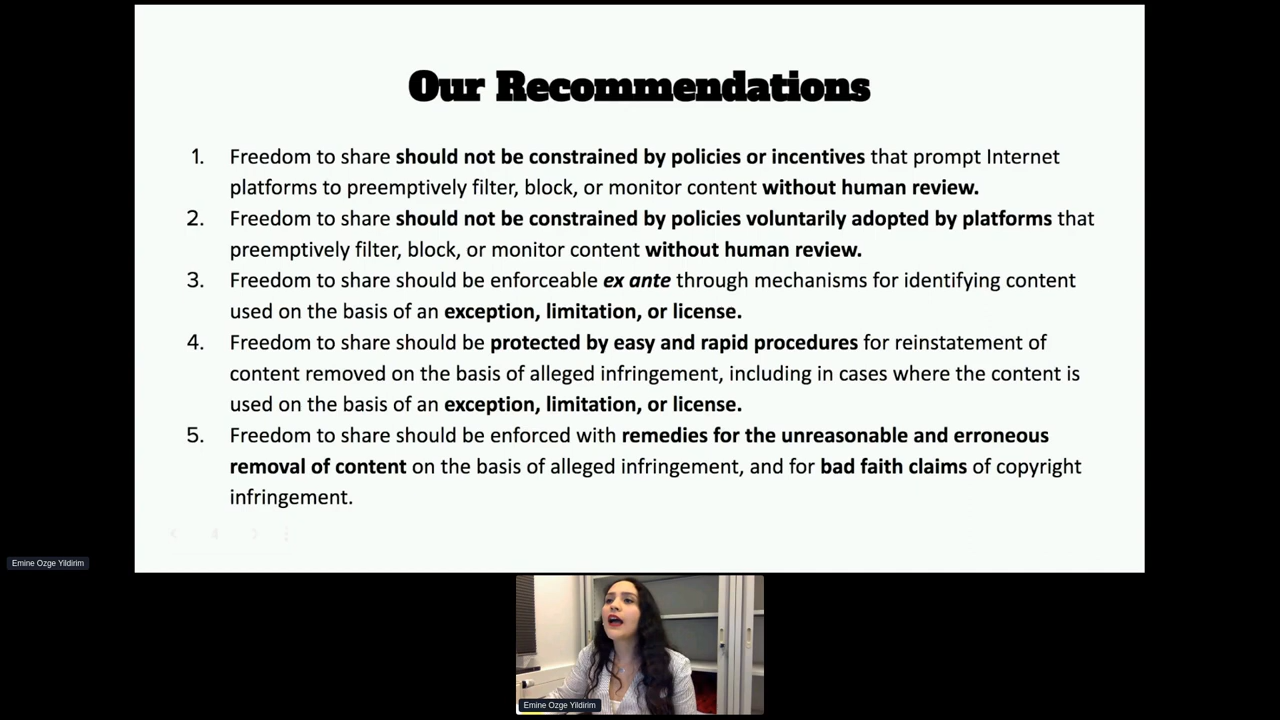 Our Recommendations
1. Freedom to share should not be constrained by policies or incentives that prompt Internet
platforms to preemptively filter, block, or monitor content without human review.
2. Freedom to share should not be constrained by policies voluntarily adopted by platforms that
preemptively filter, block, or monitor content without human review.
3. Freedom to share should be enforceable ex ante through mechanisms for identifying content
used on the basis of an exception, limitation, or license.
4. Freedom to share should be protected by easy and rapid procedures for reinstatement of
content removed on the basis of alleged infringement, including in cases where the content is
used on the basis of an exception, limitation, or license.
5. Freedom to share should be enforced with remedies for the unreasonable and erroneous
removal of content on the basis of alleged infringement, and for bad faith claims of copyright
infringement.
Emine Ozge Yildirim
Emine Ozge Yildirim